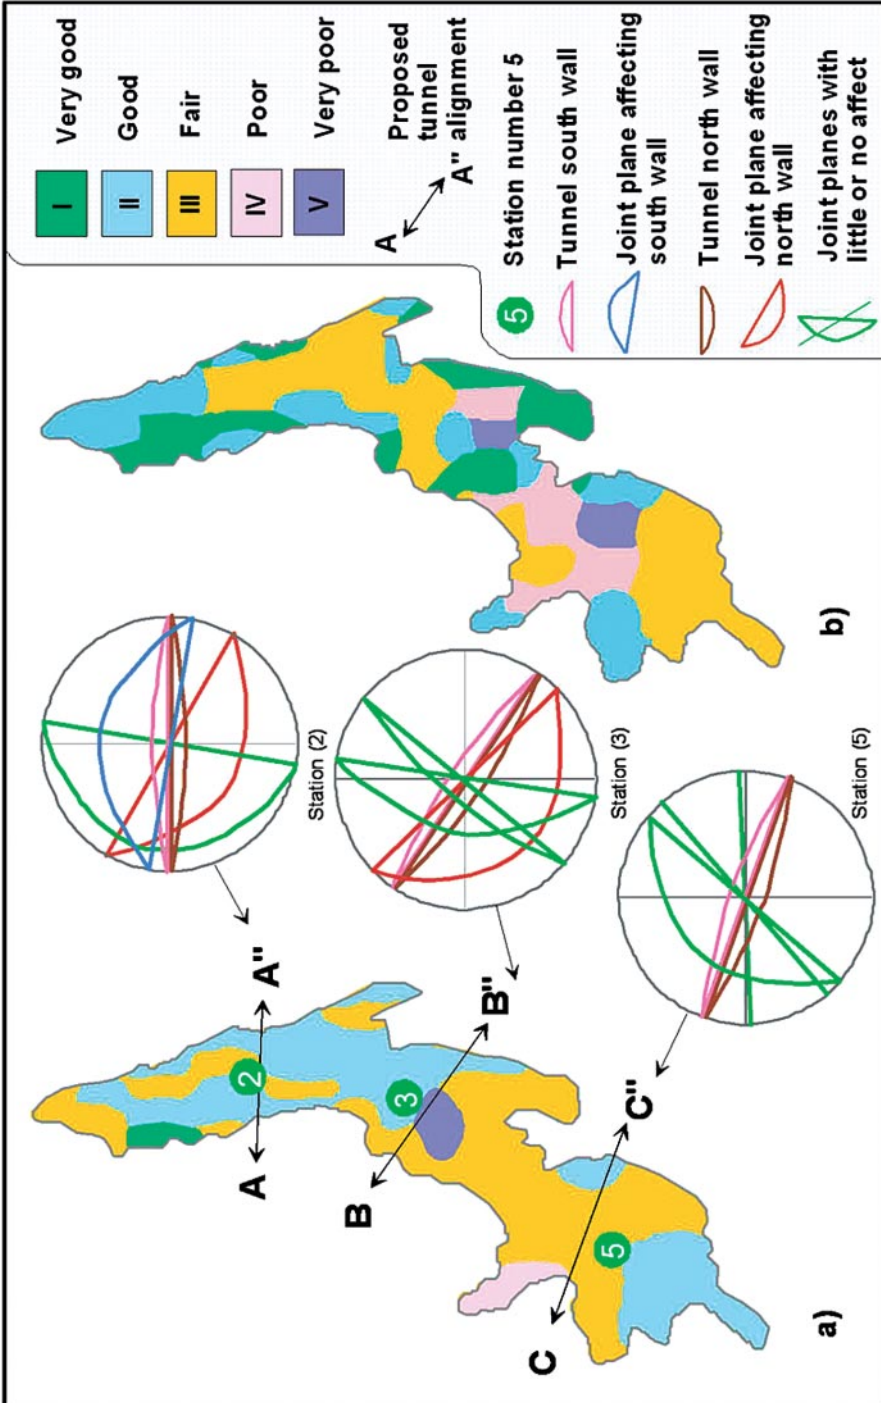 I
Very good
II
Good
III
Fair
IV
Poor
V
Very poor
A
A"
Proposed
tunnel
alignment
5
Station number 5
Tunnel south wall
Joint plane affecting
south wall
Tunnel north wall
Joint plane affecting
north wall
Joint planes with
little or no affect
Station (2)
Station (3)
Station (5)
A
2
A"
B
3
B"
C
5
C"
a)
b)